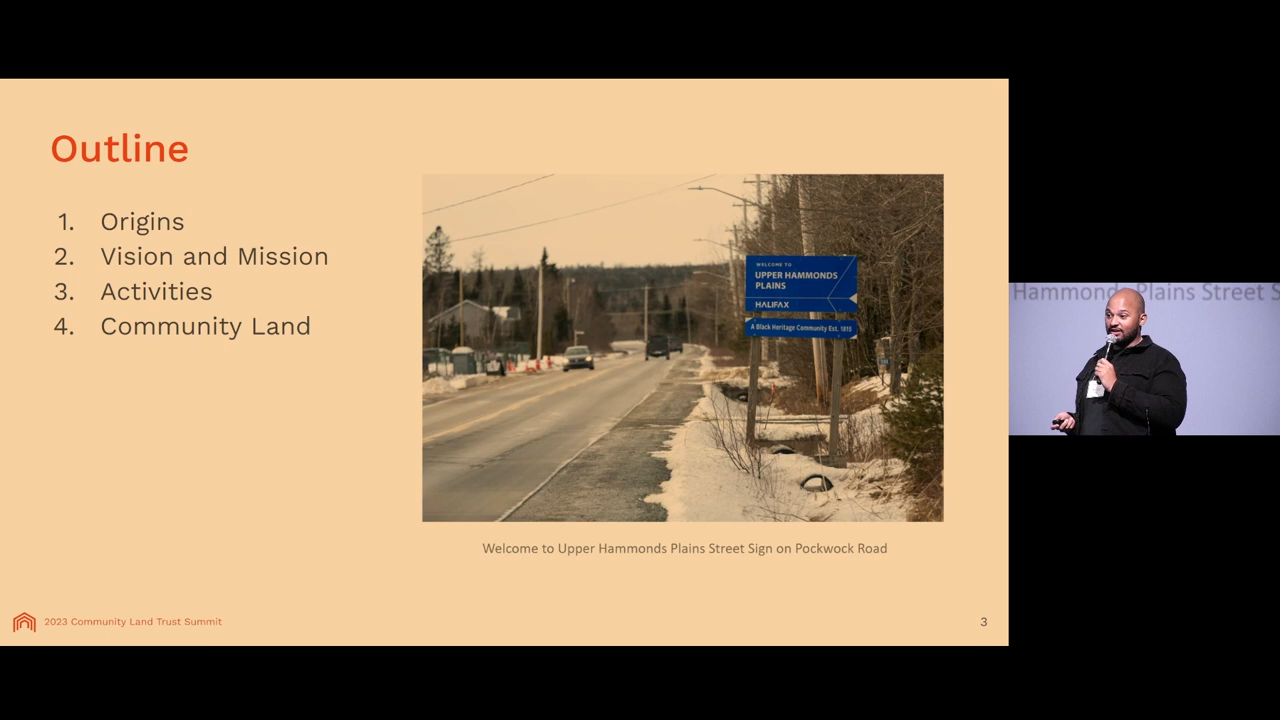 Outline
1. Origins
2. Vision and Mission
3. Activities
4. Community Land
WELCOME TO
UPPER HAMMONDS
PLAINS
HALIFAX
A Black Heritage Community Est. 1815
Welcome to Upper Hammonds Plains Street Sign on Pockwock Road
2023 Community Land Trust Summit
3
Hammonds Plains Street S